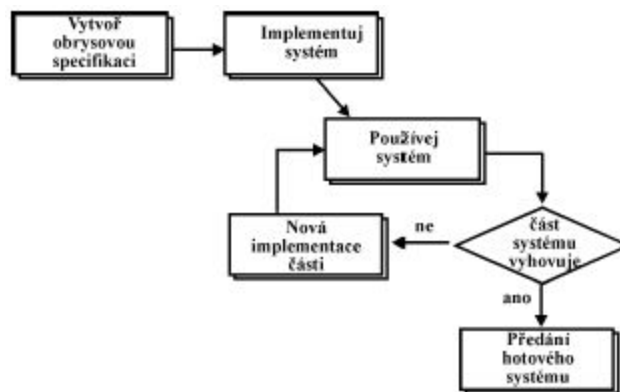 Vytvoř
obrysovou
specifikaci
Implementuj
systém
Používej
systém
část
systému
vyhovuje
ne
Nová
implementace
části
ano
Předání
hotového
systému